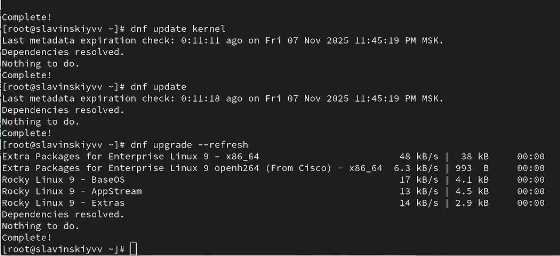 Complete!
[root@slavinskiyvv ~]# dnf update kernel
Last metadata expiration check: 0:11:11 ago on Fri 07 Nov 2025 11:45:19 PM MSK.
Dependencies resolved.
Nothing to do.
Complete!
[root@slavinskiyvv ~]# dnf update
Last metadata expiration check: 0:11:18 ago on Fri 07 Nov 2025 11:45:19 PM MSK.
Dependencies resolved.
Nothing to do.
Complete!
[root@slavinskiyvv ~]# dnf upgrade --refresh
Extra Packages for Enterprise Linux 9 - x86_64 48 kB/s | 38 kB 00:00
Extra Packages for Enterprise Linux 9 openh264 (From Cisco) - x86_64 6.3 kB/s | 993 B 00:00
Rocky Linux 9 - BaseOS 17 kB/s | 4.1 kB 00:00
Rocky Linux 9 - AppStream 13 kB/s | 4.5 kB 00:00
Rocky Linux 9 - Extras 14 kB/s | 2.9 kB 00:00
Dependencies resolved.
Nothing to do.
Complete!
[root@slavinskiyvv ~]#